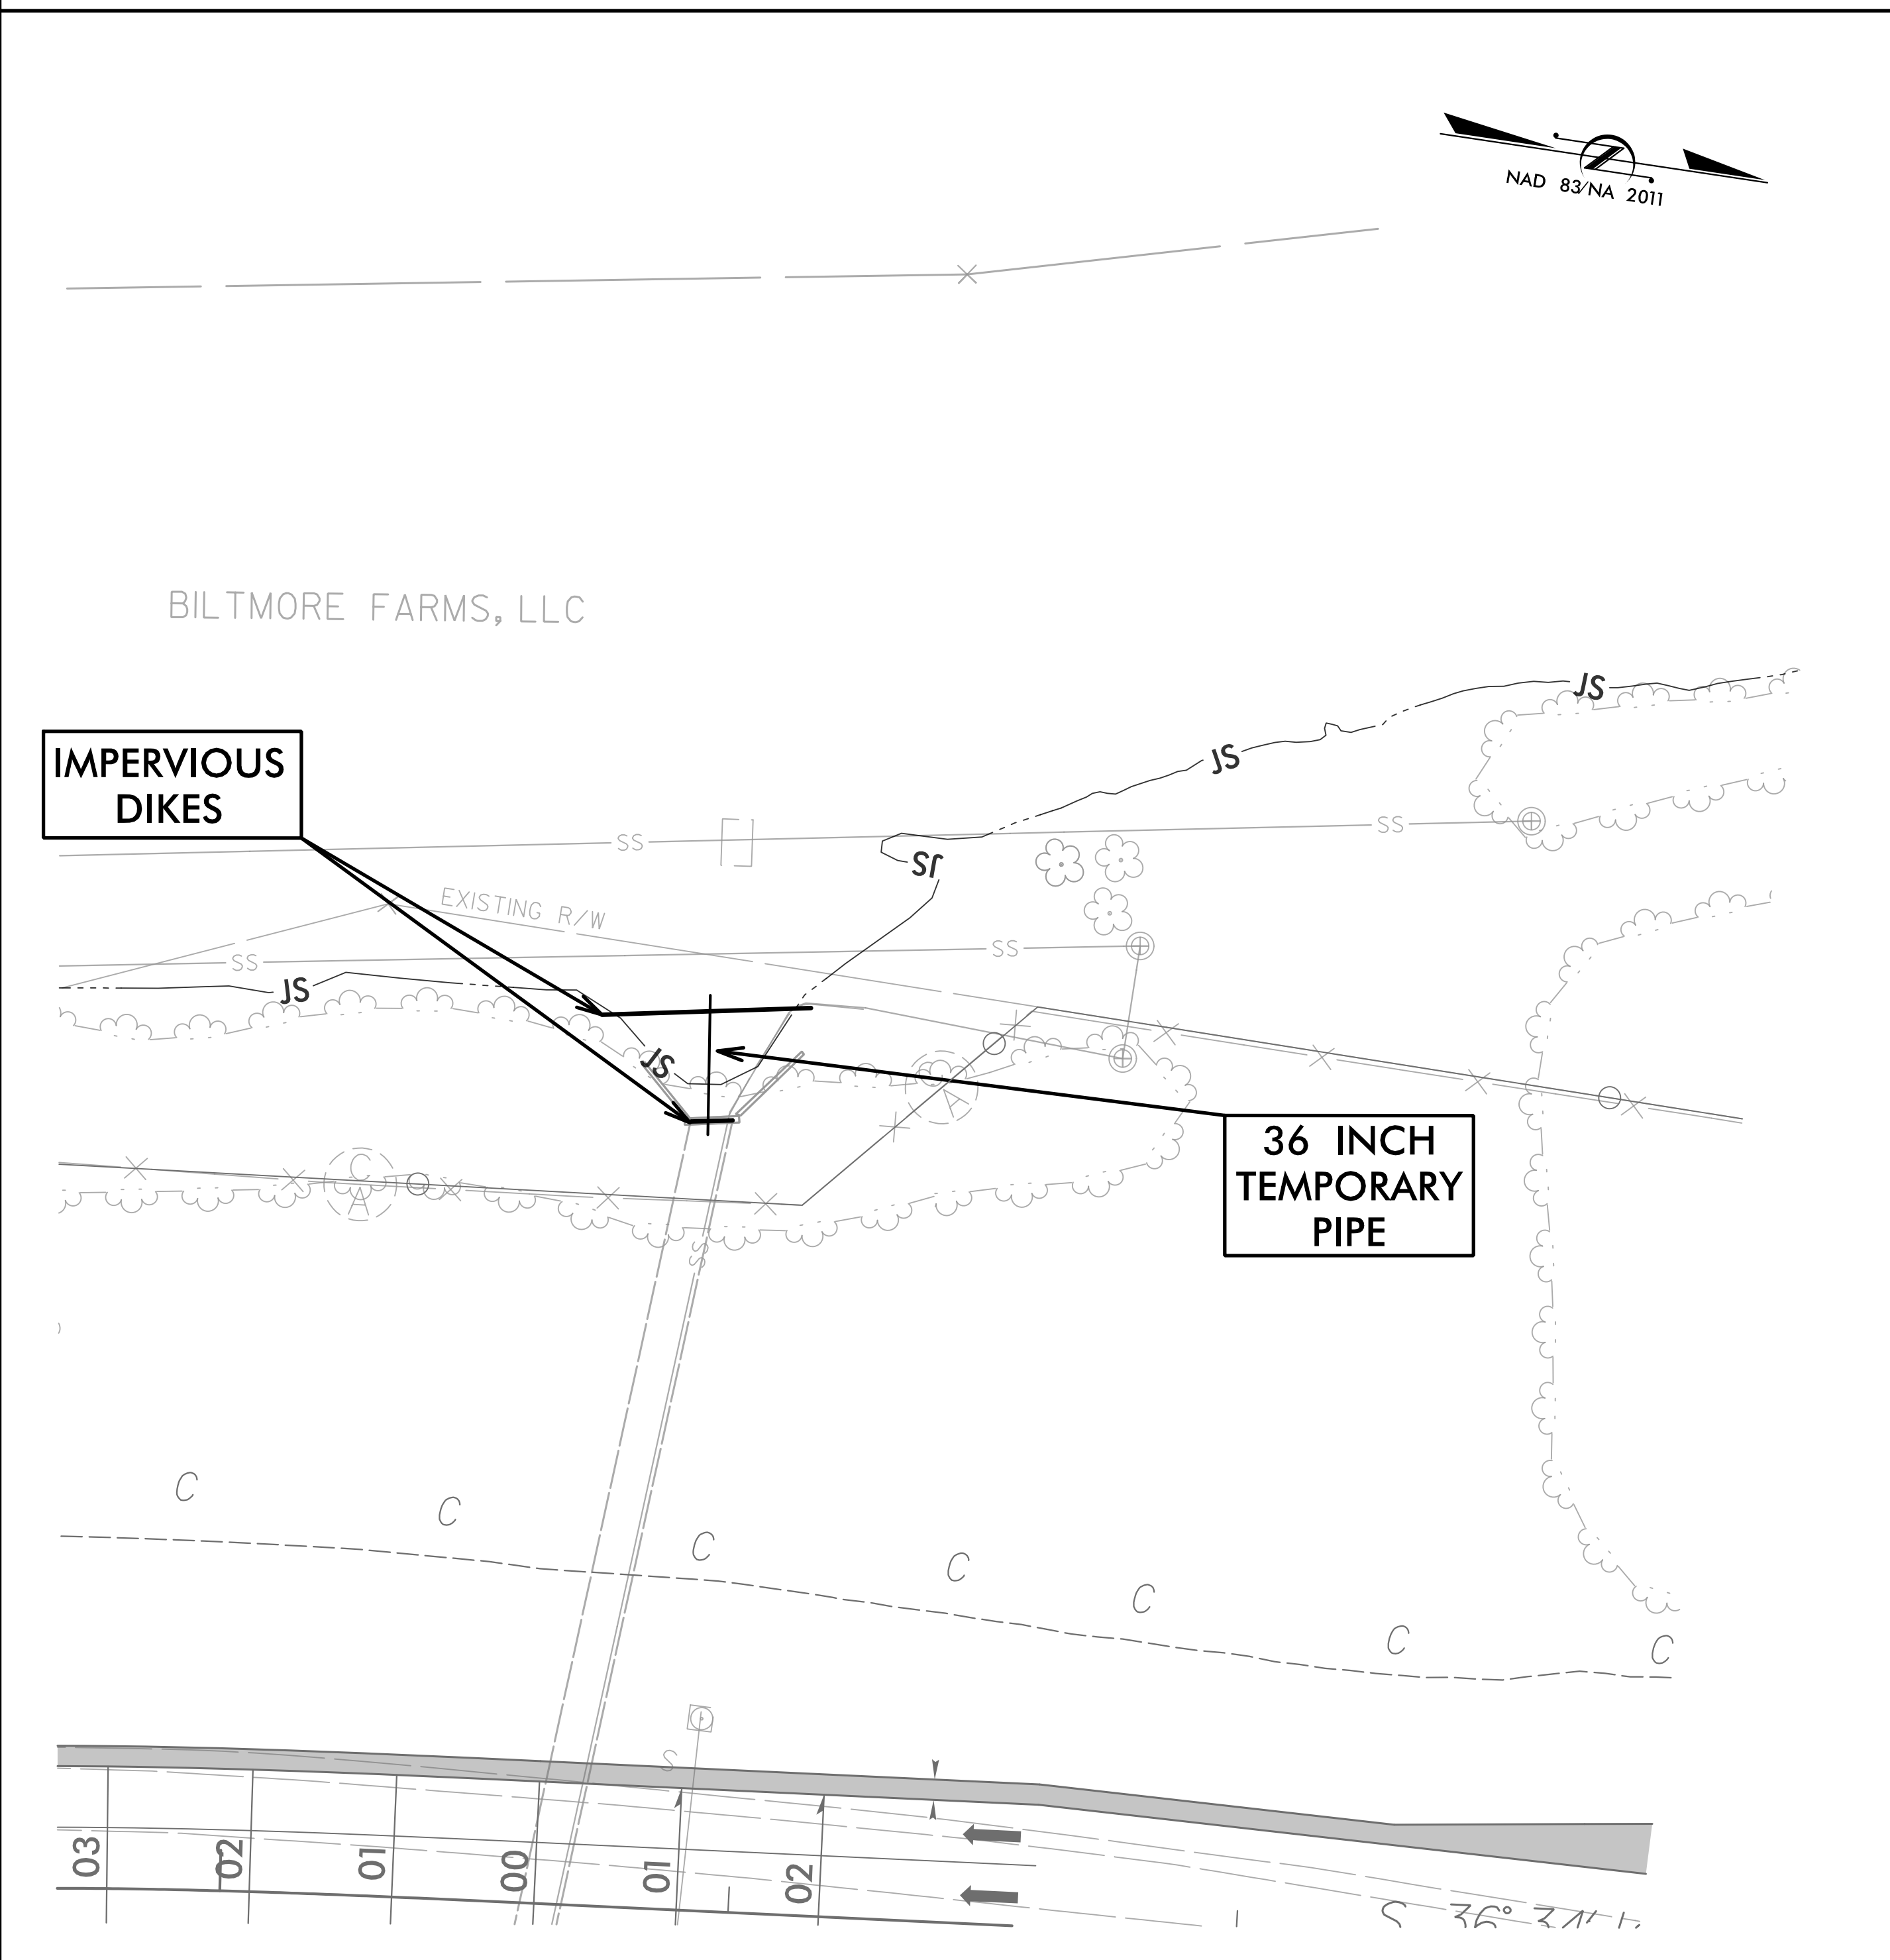 NAD 83/NA 2011
BILTMORE FARMS, LLC
JS
IMPERVIOUS
DIKES
JS
SS
SS
JS
EXISTING R/W
SS
SS
JS
JS
36 INCH
TEMPORARY
PIPE
C
A
A
S
C
C
C
C
C
C
C
S
03
02
01
00
01
02
S 36°